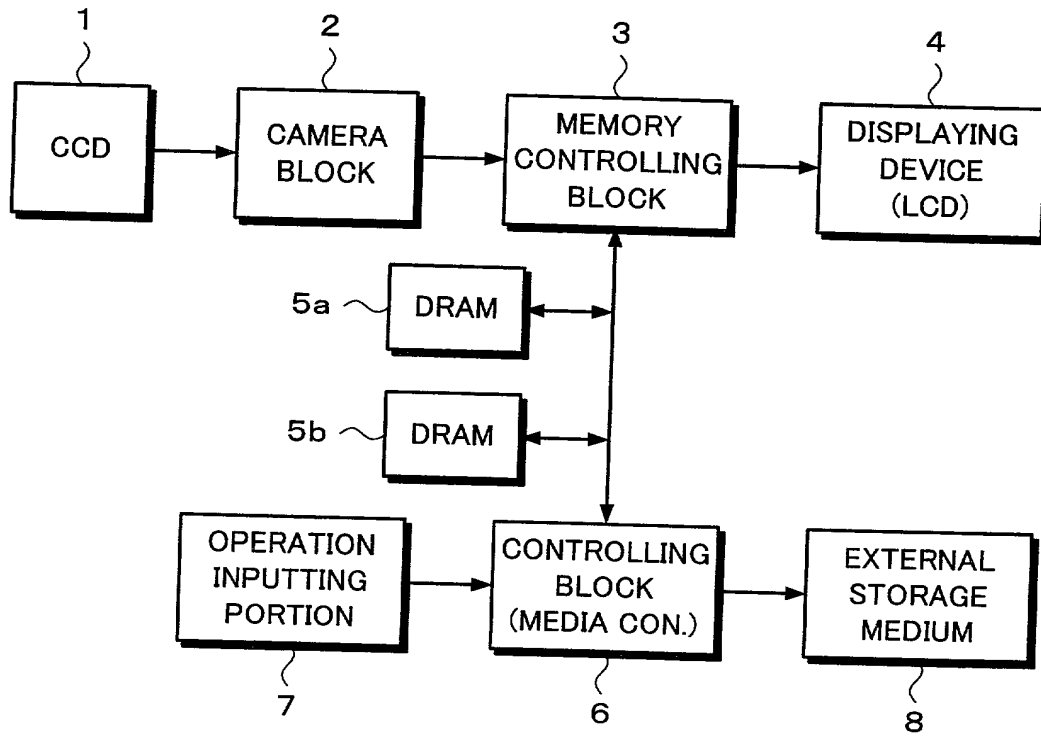 1
2
3
4
CCD
CAMERA
BLOCK
MEMORY
CONTROLLING
BLOCK
DISPLAYING
DEVICE
(LCD)
5a
DRAM
5b
DRAM
OPERATION
INPUTTING
PORTION
CONTROLLING
BLOCK
(MEDIA CON.)
EXTERNAL
STORAGE
MEDIUM
7
6
8